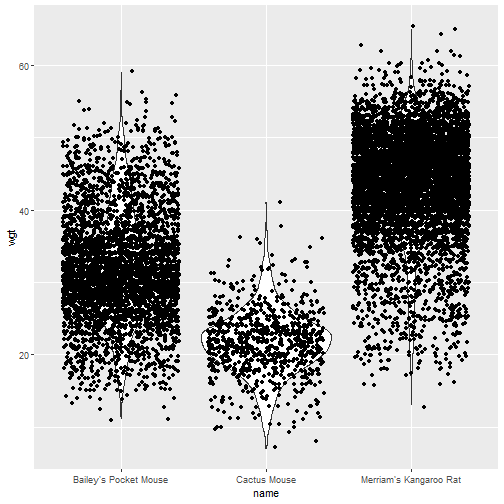 wgt
60
40
20
Bailey's Pocket Mouse
Cactus Mouse
Merriam's Kangaroo Rat
name